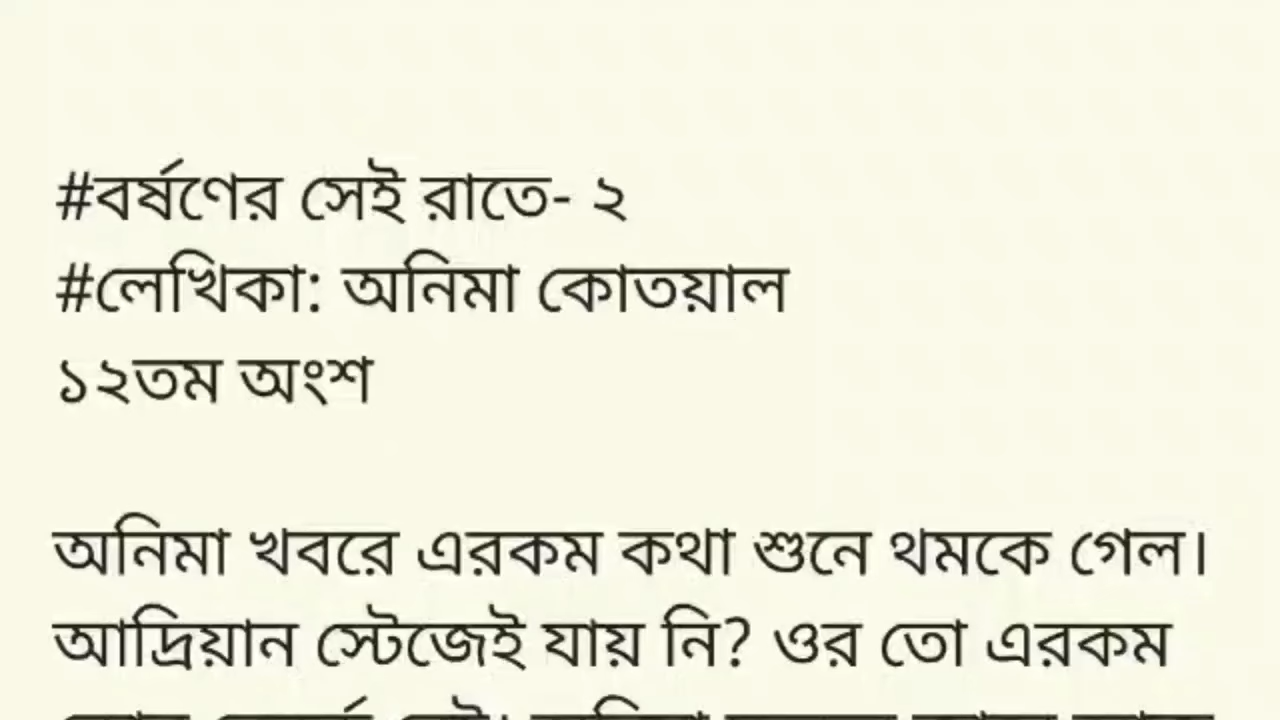 #বর্ষণের সেই রাতে- ২
#লেখিকা: অনিমা কোতয়াল
১২তম অংশ
অনিমা খবরে এরকম কথা শুনে থমকে গেল।
আদ্রিয়ান স্টেজেই যায় নি? ওর তো এরকম